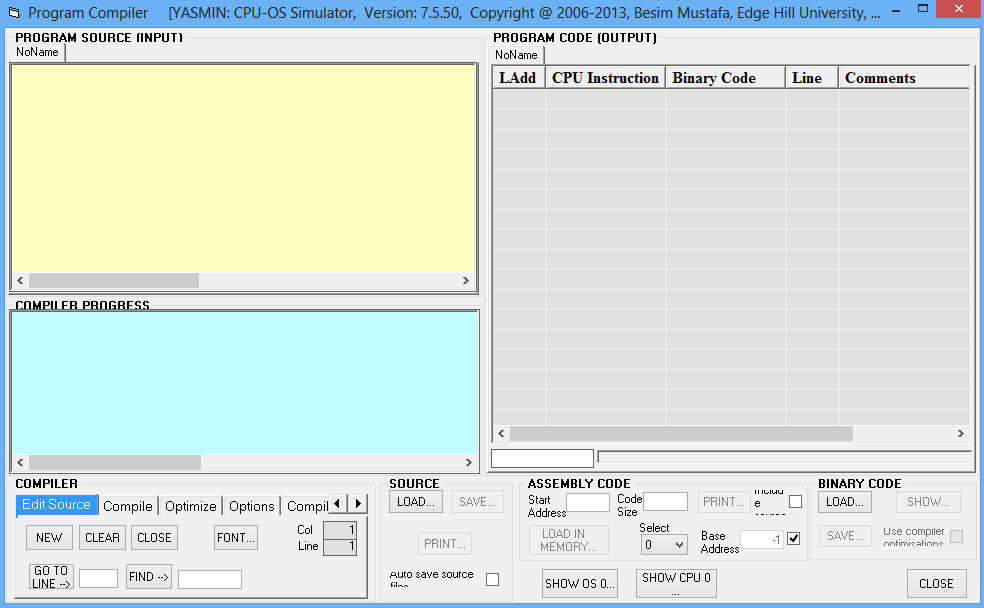 Program Compiler [YASMIN: CPU-OS Simulator, Version: 7.5.50, Copyright @ 2006-2013, Besim Mustafa, Edge Hill University, ...
PROGRAM SOURCE (INPUT)
NoName
COMPILER PROGRESS
PROGRAM CODE (OUTPUT)
NoName
LAdd CPU Instruction Binary Code Line Comments
COMPILER
Edit Source Compile Optimize Options Compil
NEW CLEAR CLOSE FONT...
Col 1
Line 1
GO TO
LINE -->
FIND -->
SOURCE
LOAD... SAVE...
PRINT...
Auto save source
files
ASSEMBLY CODE
Start
Address
Code
Size
PRINT...
Includ
e
LOAD IN
MEMORY...
Select
0
Base
Address
-1
SHOW OS 0...
SHOW CPU 0
...
BINARY CODE
LOAD... SHOW...
SAVE...
Use compiler
optimisations
CLOSE